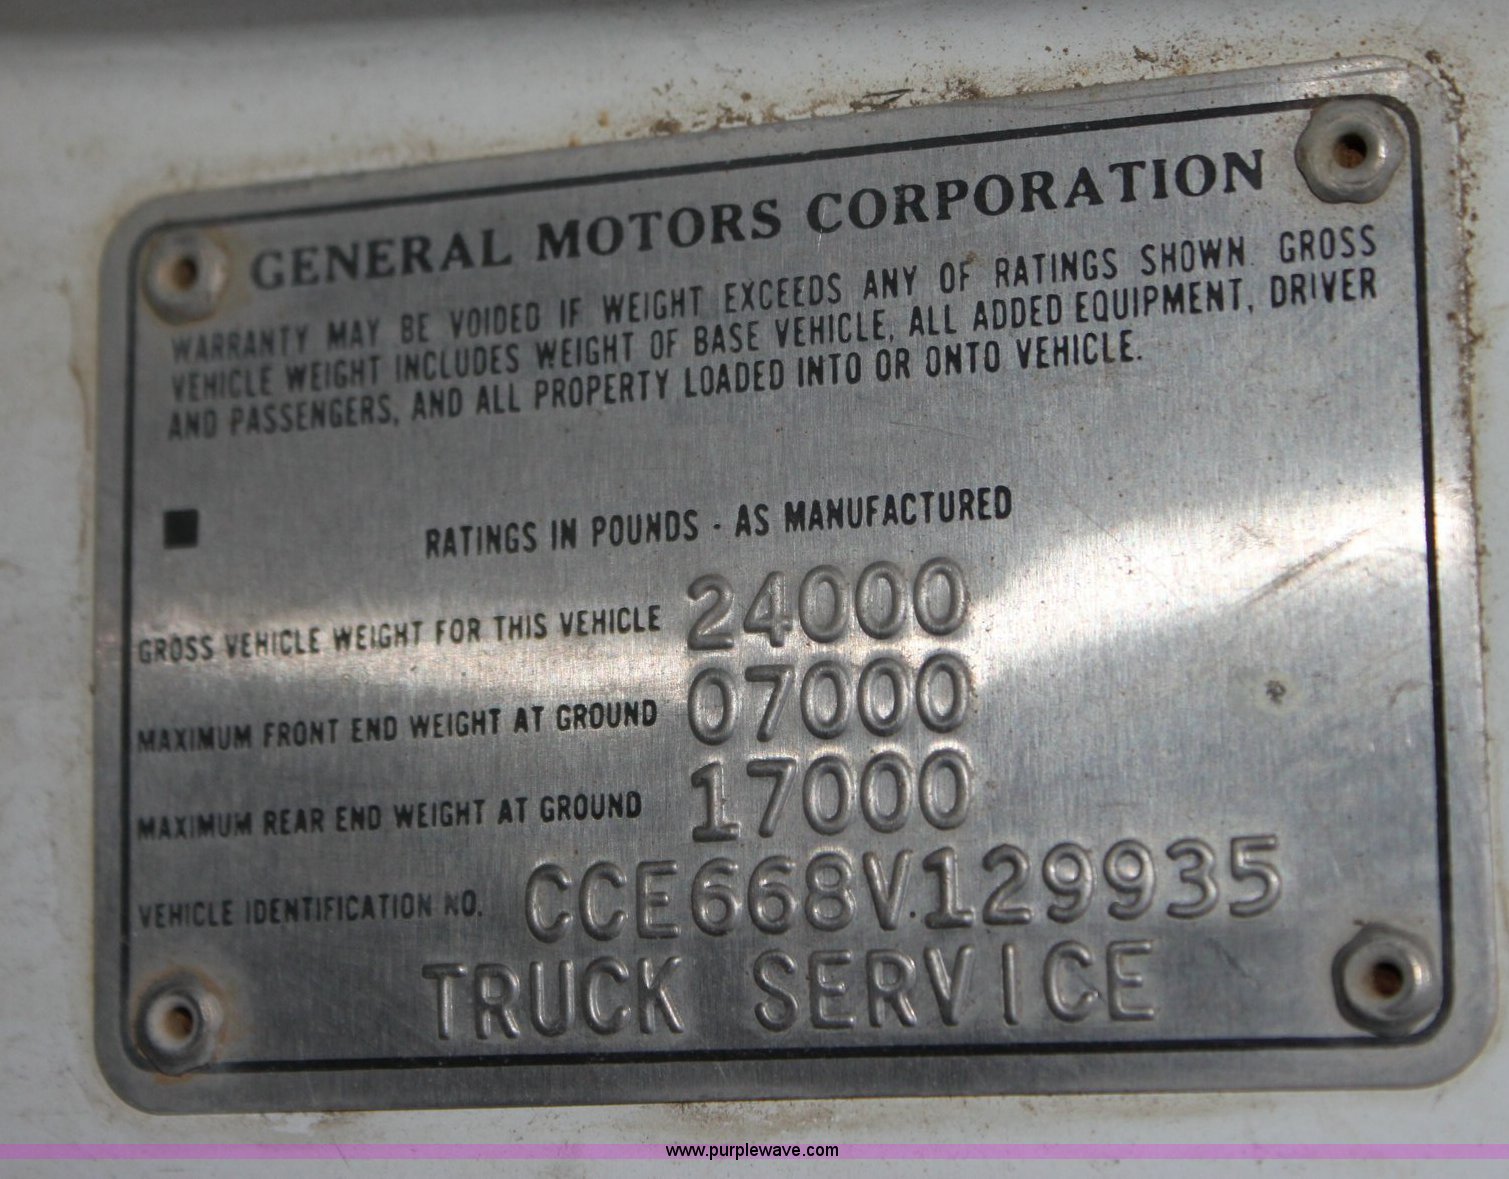 GENERAL MOTORS CORPORATION
WARRANTY MAY BE VOIDED IF WEIGHT EXCEEDS ANY OF RATINGS SHOWN. GROSS
VEHICLE WEIGHT INCLUDES WEIGHT OF BASE VEHICLE, ALL ADDED EQUIPMENT, DRIVER
AND PASSENGERS, AND ALL PROPERTY LOADED INTO OR ONTO VEHICLE.
RATINGS IN POUNDS - AS MANUFACTURED
GROSS VEHICLE WEIGHT FOR THIS VEHICLE 24000
MAXIMUM FRONT END WEIGHT AT GROUND 07000
MAXIMUM REAR END WEIGHT AT GROUND 17000
VEHICLE IDENTIFICATION NO. CCE668V129935
TRUCK SERVICE
www.purplewave.com